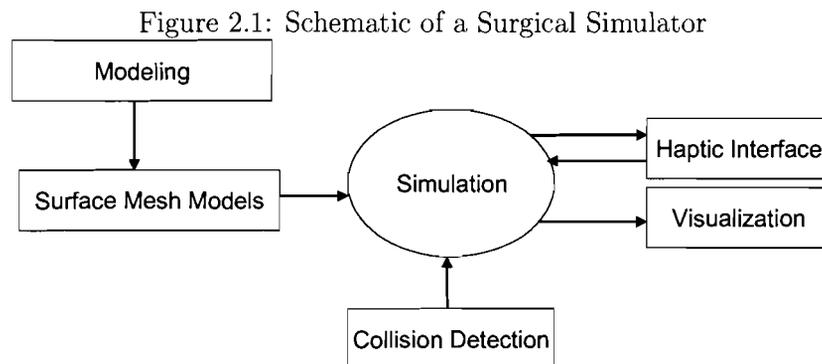 Figure 2.1: Schematic of a Surgical Simulator
Modeling
Surface Mesh Models
Simulation
Haptic Interface
Visualization
Collision Detection